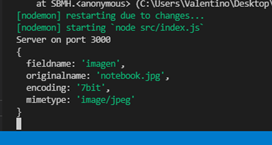 at SBMH.<anonymous> (C:\Users\Valentino\Desktop\
[nodemon] restarting due to changes...
[nodemon] starting `node src/index.js`
Server on port 3000
{
fieldname: 'imagen',
originalname: 'notebook.jpg',
encoding: '7bit',
mimetype: 'image/jpeg'
}